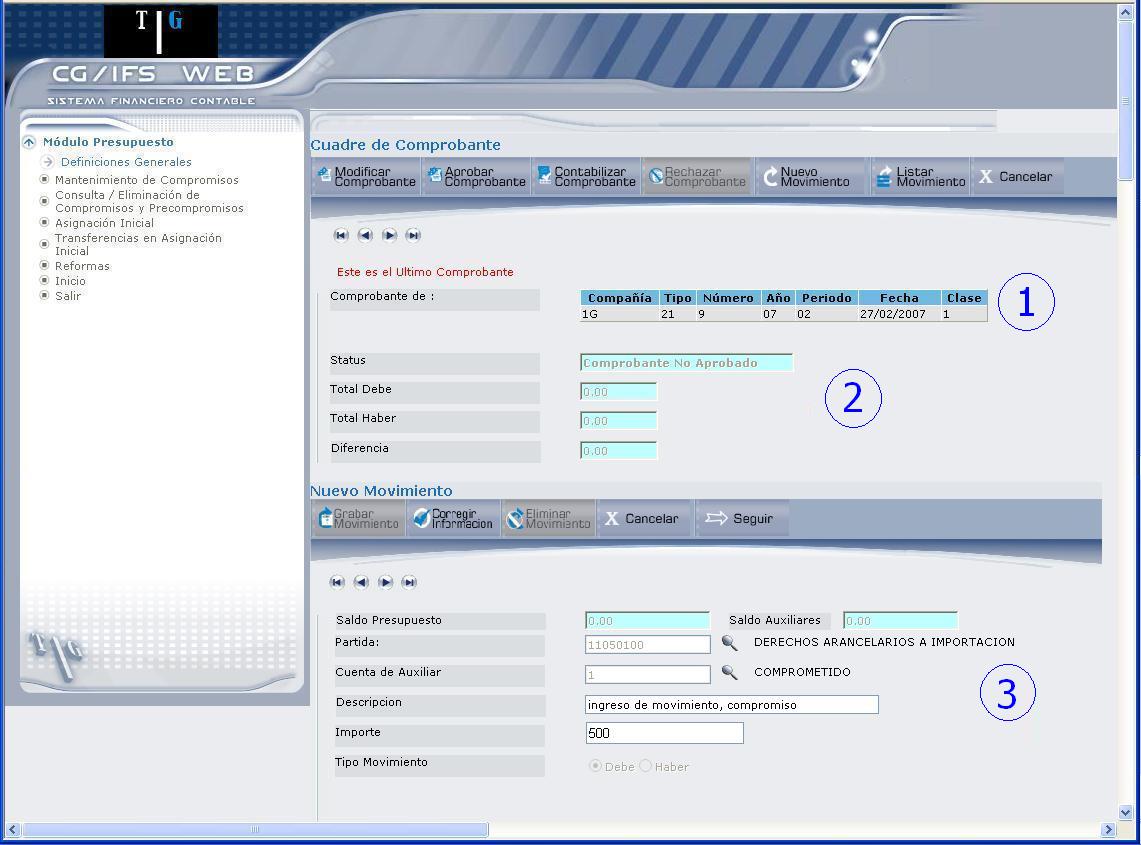 T G
CG/IFS WEB
SISTEMA FINANCIERO CONTABLE
Módulo Presupuesto
Definiciones Generales
Mantenimiento de Compromisos
Consulta / Eliminación de
Compromisos y Precompromisos
Asignación Inicial
Transferencias en Asignación
Inicial
Reformas
Inicio
Salir
TG
Cuadre de Comprobante
Modificar Comprobante Aprobar Comprobante Contabilizar Comprobante Rechazar Comprobante Nuevo Movimiento Listar Movimiento X Cancelar
Este es el Ultimo Comprobante
Comprobante de :
Compañía Tipo Número Año Periodo Fecha Clase
1G 21 9 07 02 27/02/2007 1
1
Status Comprobante No Aprobado
Total Debe 0.00
2
Total Haber 0.00
Diferencia 0.00
Nuevo Movimiento
Grabar Movimiento Corregir Informacion Eliminar Movimiento X Cancelar Seguir
Saldo Presupuesto 0.00 Saldo Auxiliares 0.00
Partida: 11050100 DERECHOS ARANCELARIOS A IMPORTACION
Cuenta de Auxiliar 1 COMPROMETIDO
3
Descripcion ingreso de movimiento, compromiso
Importe 500
Tipo Movimiento Debe Haber